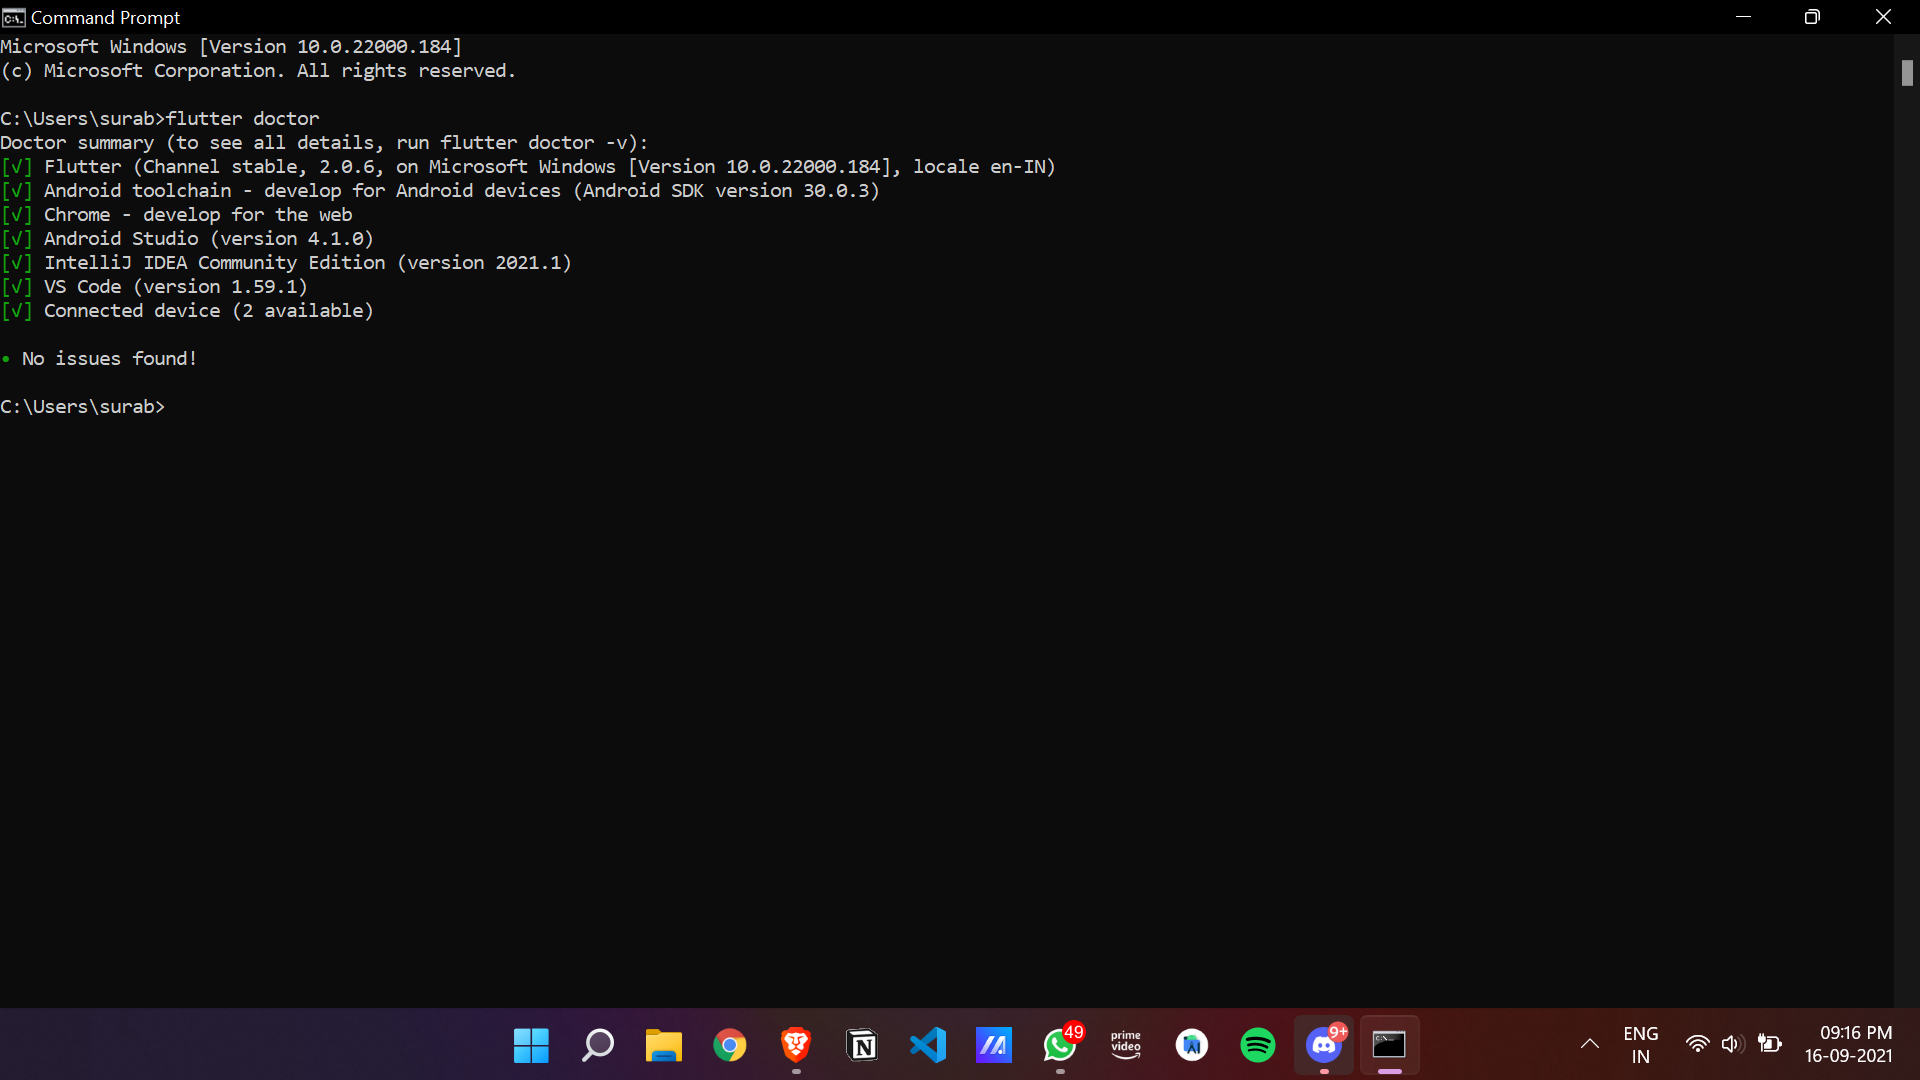 Command Prompt
Microsoft Windows [Version 10.0.22000.184]
(c) Microsoft Corporation. All rights reserved.
C:\Users\surab>flutter doctor
Doctor summary (to see all details, run flutter doctor -v):
[√] Flutter (Channel stable, 2.0.6, on Microsoft Windows [Version 10.0.22000.184], locale en-IN)
[√] Android toolchain - develop for Android devices (Android SDK version 30.0.3)
[√] Chrome - develop for the web
[√] Android Studio (version 4.1.0)
[√] IntelliJ IDEA Community Edition (version 2021.1)
[√] VS Code (version 1.59.1)
[√] Connected device (2 available)
• No issues found!
C:\Users\surab>
49
prime
video
9+
ENG
IN
09:16 PM
16-09-2021